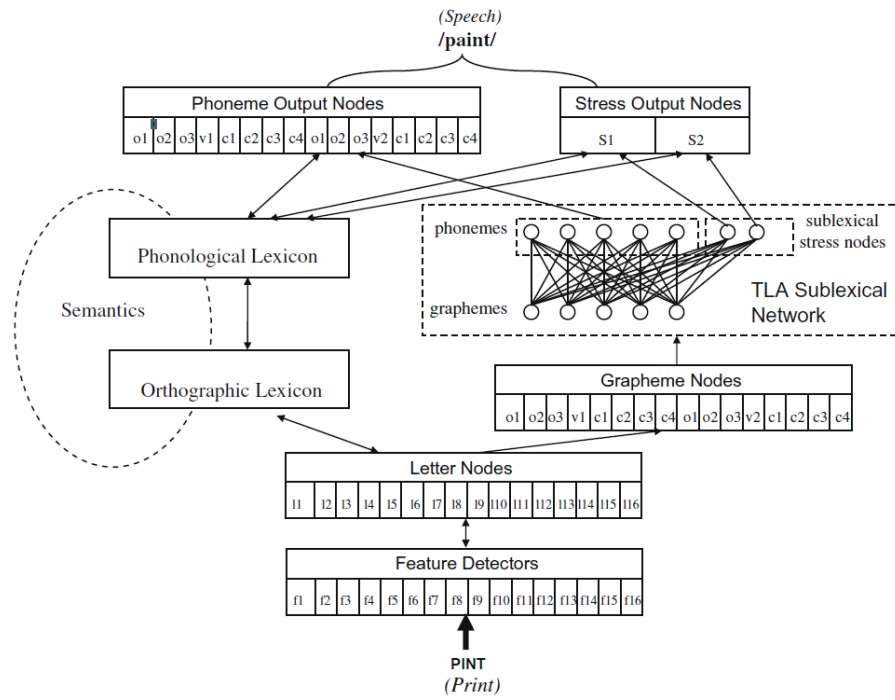 (Speech)
/paint/
Phoneme Output Nodes
o1 o2 o3 v1 c1 c2 c3 c4 o1 o2 o3 v2 c1 c2 c3 c4
Stress Output Nodes
S1 S2
Phonological Lexicon
Semantics
Orthographic Lexicon
phonemes
sublexical
stress nodes
graphemes
TLA Sublexical
Network
Grapheme Nodes
o1 o2 o3 v1 c1 c2 c3 c4 o1 o2 o3 v2 c1 c2 c3 c4
Letter Nodes
l1 l2 l3 l4 l5 l6 l7 l8 l9 l10 l11 l12 l13 l14 l15 l16
Feature Detectors
f1 f2 f3 f4 f5 f6 f7 f8 f9 f10 f11 f12 f13 f14 f15 f16
PINT
(Print)